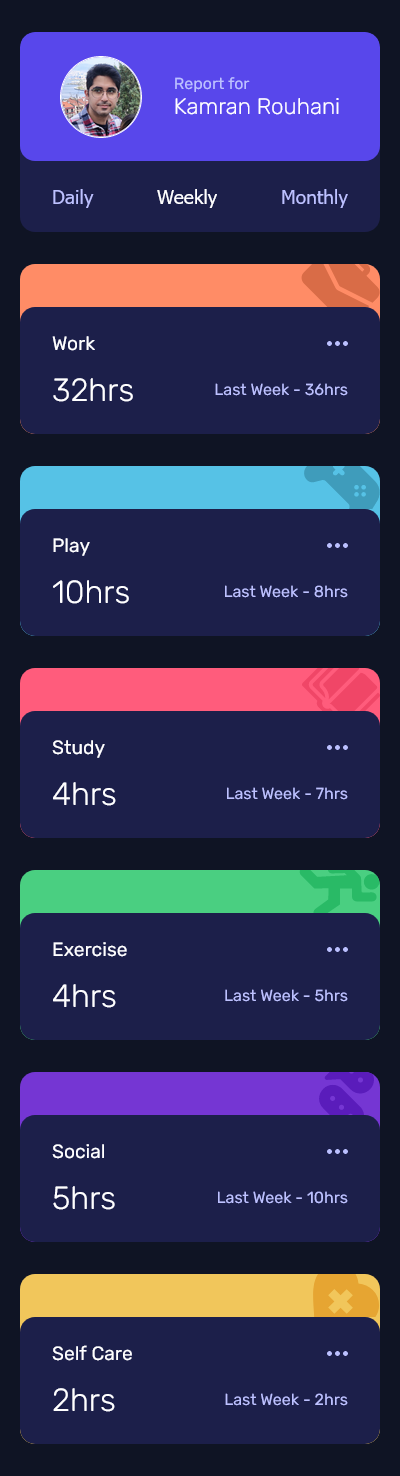 Report for
Kamran Rouhani
Daily Weekly Monthly
Work
32hrs Last Week - 36hrs
Play
10hrs Last Week - 8hrs
Study
4hrs Last Week - 7hrs
Exercise
4hrs Last Week - 5hrs
Social
5hrs Last Week - 10hrs
Self Care
2hrs Last Week - 2hrs